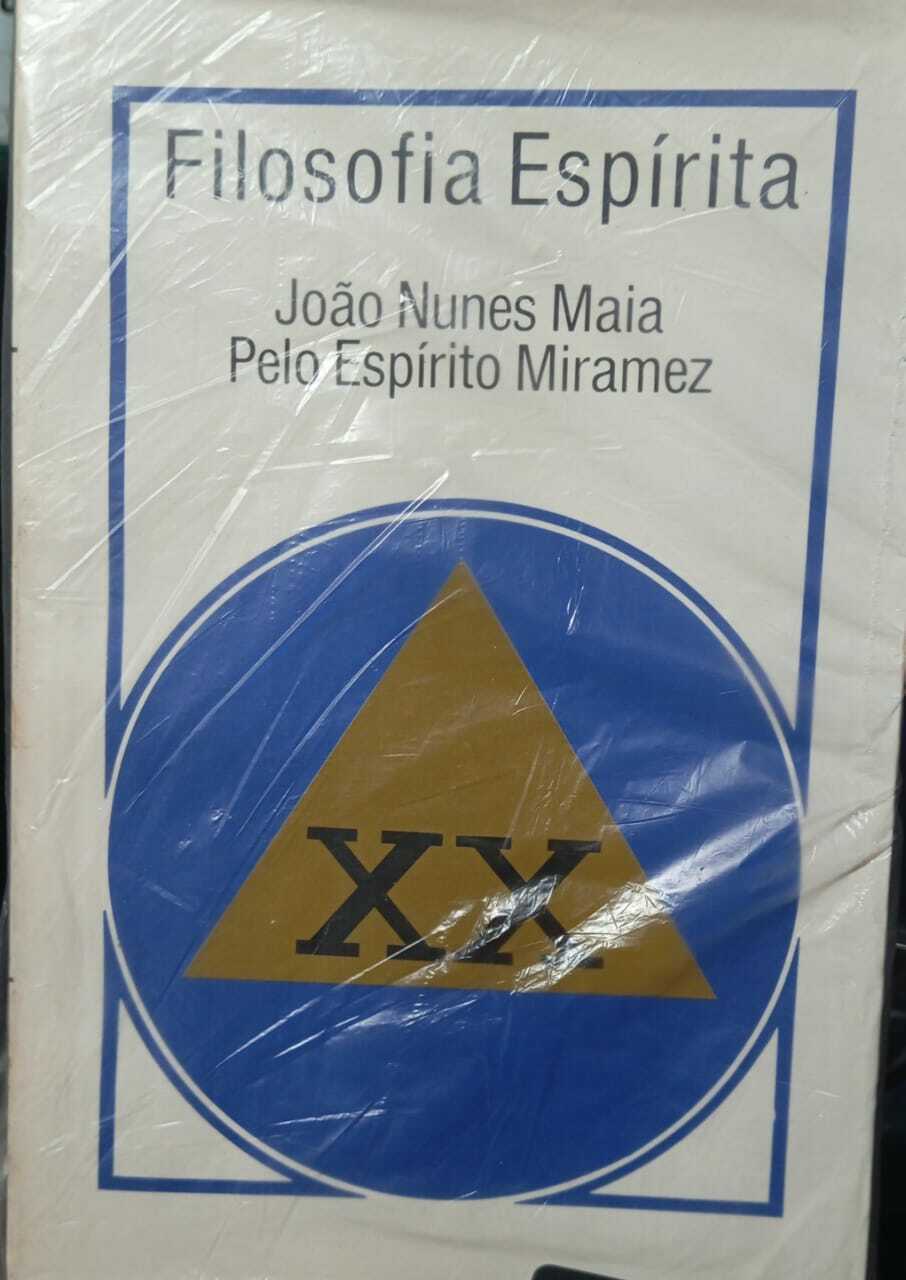 Filosofia Espírita
João Nunes Maia
Pelo Espírito Miramez
XX